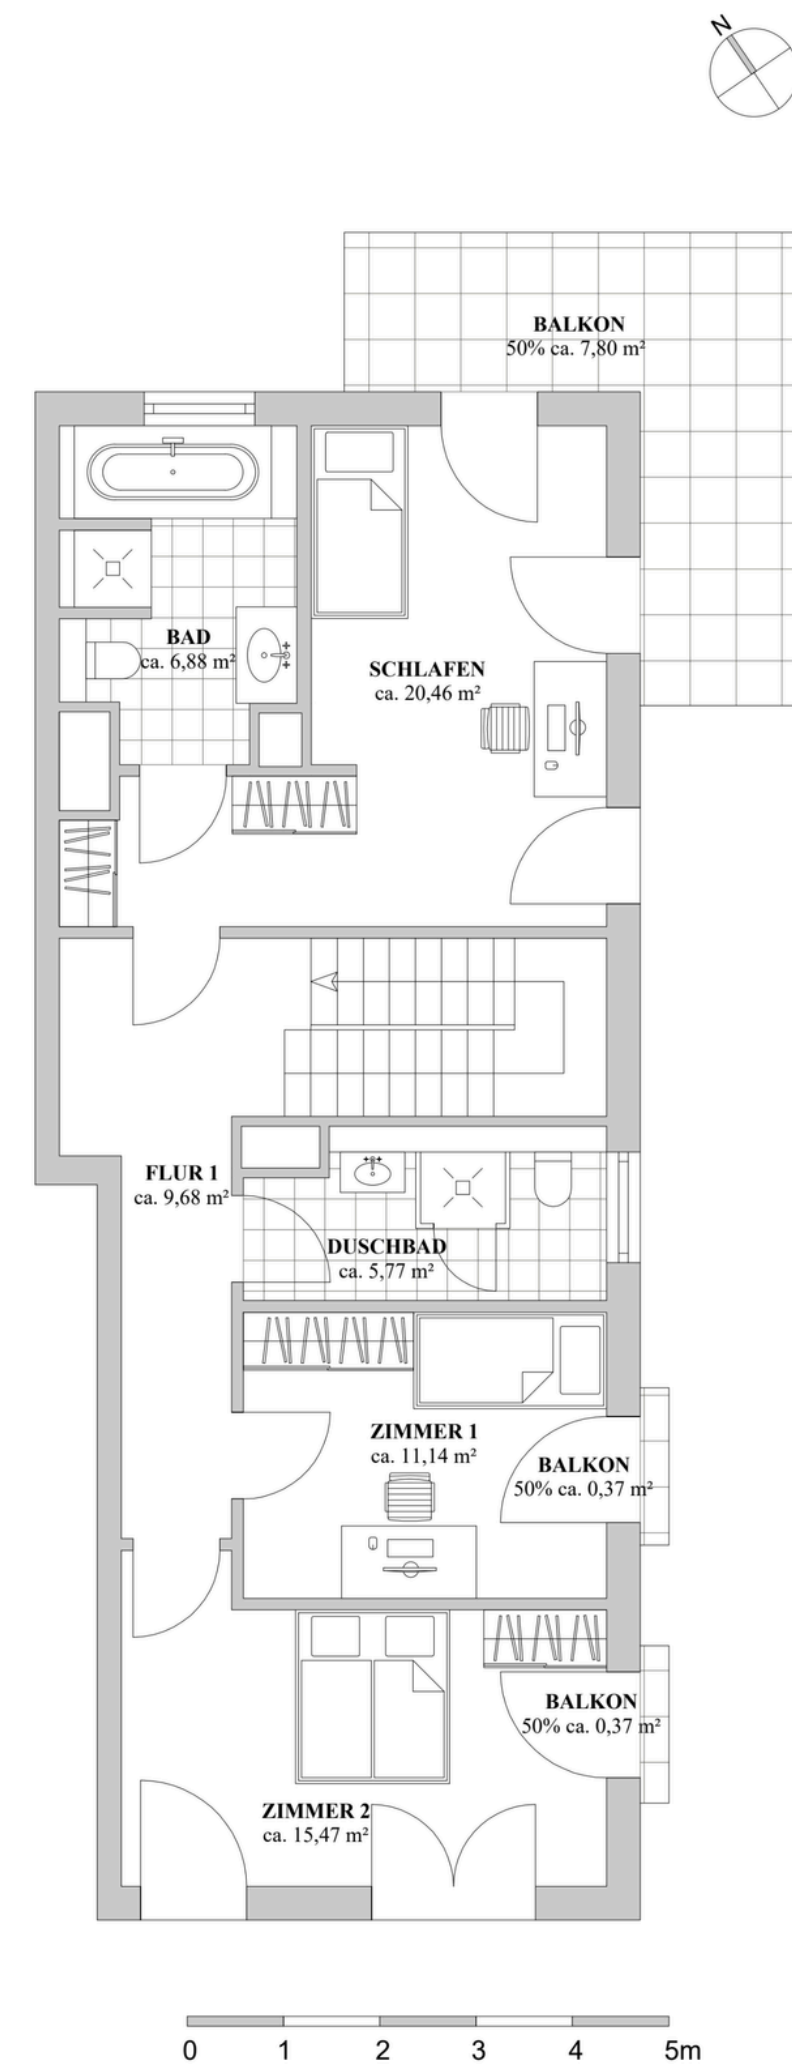 N
BALKON
50% ca. 7,80 m²
BAD
ca. 6,88 m²
SCHLAFEN
ca. 20,46 m²
FLUR 1
ca. 9,68 m²
DUSCHBAD
ca. 5,77 m²
ZIMMER 1
ca. 11,14 m²
BALKON
50% ca. 0,37 m²
BALKON
50% ca. 0,37 m²
ZIMMER 2
ca. 15,47 m²
0 1 2 3 4 5m